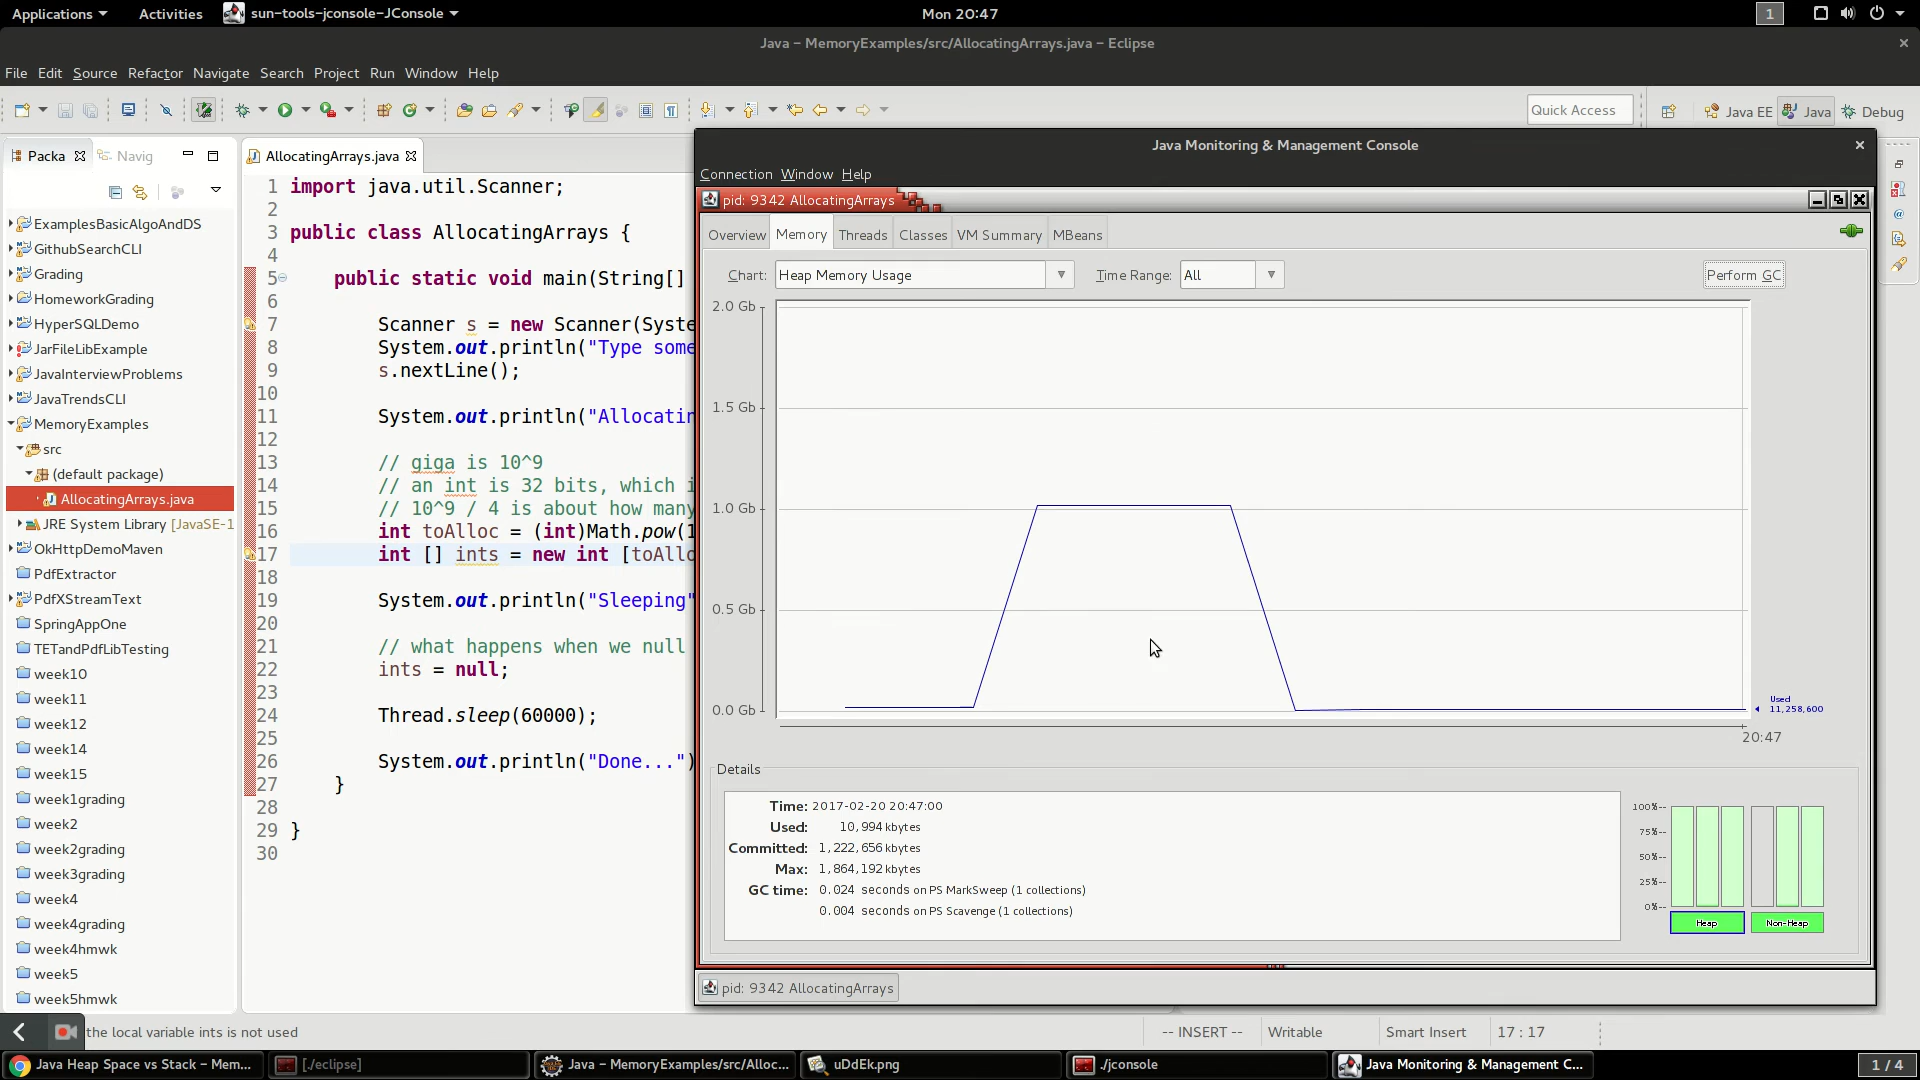 Applications Activities sun-tools-jconsole-JConsole Mon 20:47 1
Java – MemoryExamples/src/AllocatingArrays.java – Eclipse
File Edit Source Refactor Navigate Search Project Run Window Help
Quick Access Java EE Java Debug
Packa Navig
ExamplesBasicAlgoAndDS
GithubSearchCLI
Grading
HomeworkGrading
HyperSQLDemo
JarFileLibExample
JavaInterviewProblems
JavaTrendsCLI
MemoryExamples
src
(default package)
AllocatingArrays.java
JRE System Library [JavaSE-1
OkHttpDemoMaven
PdfExtractor
PdfXStreamText
SpringAppOne
TETandPdfLibTesting
week10
week11
week12
week14
week15
week1grading
week2
week2grading
week3grading
week4
week4grading
week4hmwk
week5
week5hmwk
AllocatingArrays.java
1 import java.util.Scanner;
2
3 public class AllocatingArrays {
4
5 public static void main(String[]
6
7 Scanner s = new Scanner(Syste
8 System.out.println("Type some
9 s.nextLine();
10
11 System.out.println("Allocatin
12
13 // giga is 10^9
14 // an int is 32 bits, which i
15 // 10^9 / 4 is about how many
16 int toAlloc = (int)Math.pow(1
17 int [] ints = new int [toAllo
18
19 System.out.println("Sleeping"
20
21 // what happens when we null
22 ints = null;
23
24 Thread.sleep(60000);
25
26 System.out.println("Done...")
27 }
28
29 }
30
Java Monitoring & Management Console
Connection Window Help
pid: 9342 AllocatingArrays
Overview Memory Threads Classes VM Summary MBeans
Chart: Heap Memory Usage Time Range: All Perform GC
2.0 Gb
1.5 Gb
1.0 Gb
0.5 Gb
0.0 Gb
Used
11,258,600
20:47
Details
Time: 2017-02-20 20:47:00
Used: 10,994 kbytes
Committed: 1,222,656 kbytes
Max: 1,864,192 kbytes
GC time: 0.024 seconds on PS MarkSweep (1 collections)
0.004 seconds on PS Scavenge (1 collections)
100%--
75%--
50%--
25%--
0%--
Heap Non-Heap
pid: 9342 AllocatingArrays
the local variable ints is not used -- INSERT -- Writable Smart Insert 17 : 17
Java Heap Space vs Stack – Mem... [./eclipse] Java – MemoryExamples/src/Alloc... uDdEk.png ./jconsole Java Monitoring & Management C... 1 / 4